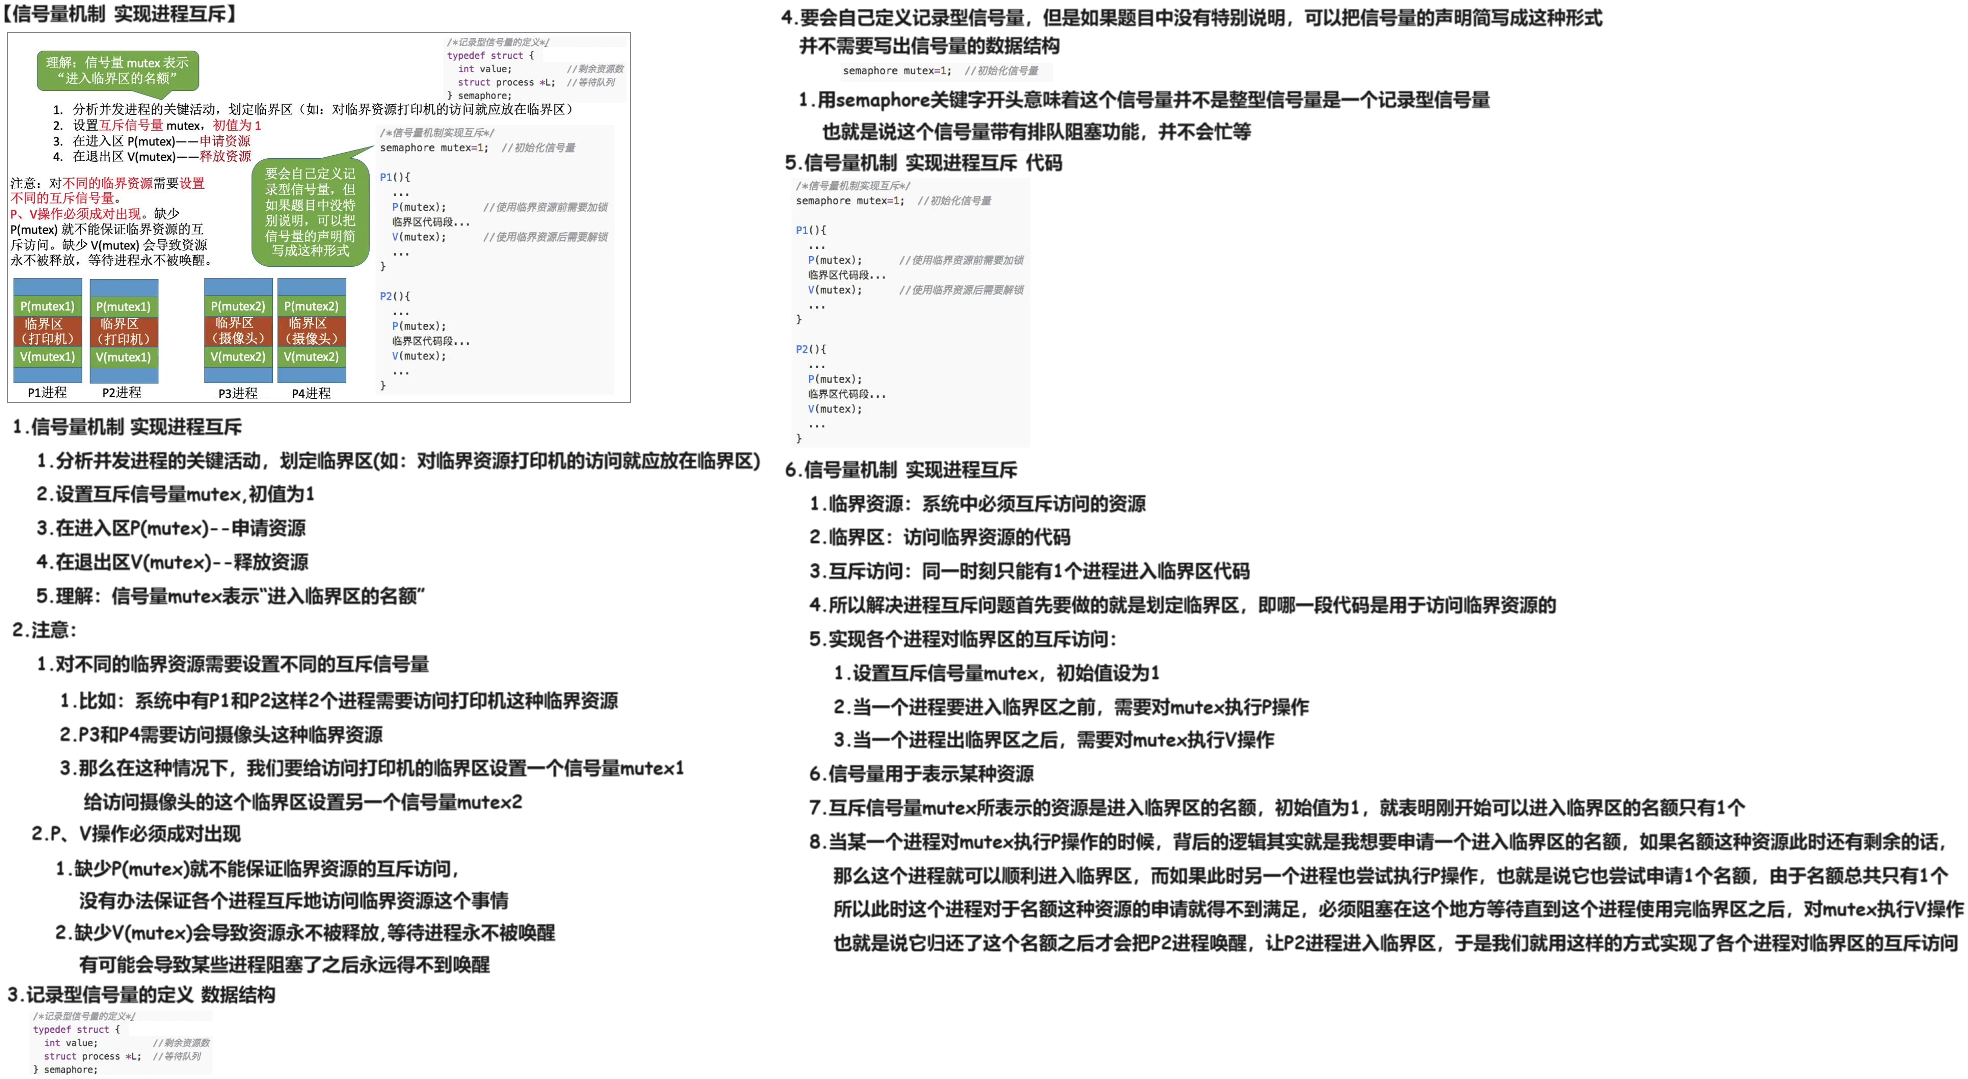 【信号量机制 实现进程互斥】
理解：信号量 mutex 表示
“进入临界区的名额”
/*记录型信号量的定义*/
typedef struct {
int value; //剩余资源数
struct process *L; //等待队列
} semaphore;
1. 分析并发进程的关键活动，划定临界区（如：对临界资源打印机的访问就应放在临界区）
2. 设置互斥信号量 mutex，初值为 1
3. 在进入区 P(mutex)——申请资源
4. 在退出区 V(mutex)——释放资源
注意：对不同的临界资源需要设置
不同的互斥信号量。
P、V操作必须成对出现。缺少
P(mutex) 就不能保证临界资源的互
斥访问。缺少 V(mutex) 会导致资源
永不被释放，等待进程永不被唤醒。
要会自己定义记
录型信号量，但
如果题目中没特
别说明，可以把
信号量的声明简
写成这种形式
/*信号量机制实现互斥*/
semaphore mutex=1; //初始化信号量
P1(){
...
P(mutex); //使用临界资源前需要加锁
临界区代码段...
V(mutex); //使用临界资源后需要解锁
...
}
P2(){
...
P(mutex);
临界区代码段...
V(mutex);
...
}
P(mutex1) P(mutex1) P(mutex2) P(mutex2)
临界区 临界区 临界区 临界区
（打印机） （打印机） （摄像头） （摄像头）
V(mutex1) V(mutex1) V(mutex2) V(mutex2)
P1进程 P2进程 P3进程 P4进程
1.信号量机制 实现进程互斥
1.分析并发进程的关键活动，划定临界区(如：对临界资源打印机的访问就应放在临界区)
2.设置互斥信号量mutex,初值为1
3.在进入区P(mutex)--申请资源
4.在退出区V(mutex)--释放资源
5.理解：信号量mutex表示“进入临界区的名额”
2.注意：
1.对不同的临界资源需要设置不同的互斥信号量
1.比如：系统中有P1和P2这样2个进程需要访问打印机这种临界资源
2.P3和P4需要访问摄像头这种临界资源
3.那么在这种情况下，我们要给访问打印机的临界区设置一个信号量mutex1
给访问摄像头的这个临界区设置另一个信号量mutex2
2.P、V操作必须成对出现
1.缺少P(mutex)就不能保证临界资源的互斥访问，
没有办法保证各个进程互斥地访问临界资源这个事情
2.缺少V(mutex)会导致资源永不被释放,等待进程永不被唤醒
有可能会导致某些进程阻塞了之后永远得不到唤醒
3.记录型信号量的定义 数据结构
/*记录型信号量的定义*/
typedef struct {
int value; //剩余资源数
struct process *L; //等待队列
} semaphore;
4.要会自己定义记录型信号量，但是如果题目中没有特别说明，可以把信号量的声明简写成这种形式
并不需要写出信号量的数据结构
semaphore mutex=1; //初始化信号量
1.用semaphore关键字开头意味着这个信号量并不是整型信号量是一个记录型信号量
也就是说这个信号量带有排队阻塞功能，并不会忙等
5.信号量机制 实现进程互斥 代码
/*信号量机制实现互斥*/
semaphore mutex=1; //初始化信号量
P1(){
...
P(mutex); //使用临界资源前需要加锁
临界区代码段...
V(mutex); //使用临界资源后需要解锁
...
}
P2(){
...
P(mutex);
临界区代码段...
V(mutex);
...
}
6.信号量机制 实现进程互斥
1.临界资源：系统中必须互斥访问的资源
2.临界区：访问临界资源的代码
3.互斥访问：同一时刻只能有1个进程进入临界区代码
4.所以解决进程互斥问题首先要做的就是划定临界区，即哪一段代码是用于访问临界资源的
5.实现各个进程对临界区的互斥访问：
1.设置互斥信号量mutex，初始值设为1
2.当一个进程要进入临界区之前，需要对mutex执行P操作
3.当一个进程出临界区之后，需要对mutex执行V操作
6.信号量用于表示某种资源
7.互斥信号量mutex所表示的资源是进入临界区的名额，初始值为1，就表明刚开始可以进入临界区的名额只有1个
8.当某一个进程对mutex执行P操作的时候，背后的逻辑其实就是我想要申请一个进入临界区的名额，如果名额这种资源此时还有剩余的话，
那么这个进程就可以顺利进入临界区，而如果此时另一个进程也尝试执行P操作，也就是说它也尝试申请1个名额，由于名额总共只有1个
所以此时这个进程对于名额这种资源的申请就得不到满足，必须阻塞在这个地方等待直到这个进程使用完临界区之后，对mutex执行V操作
也就是说它归还了这个名额之后才会把P2进程唤醒，让P2进程进入临界区，于是我们就用这样的方式实现了各个进程对临界区的互斥访问